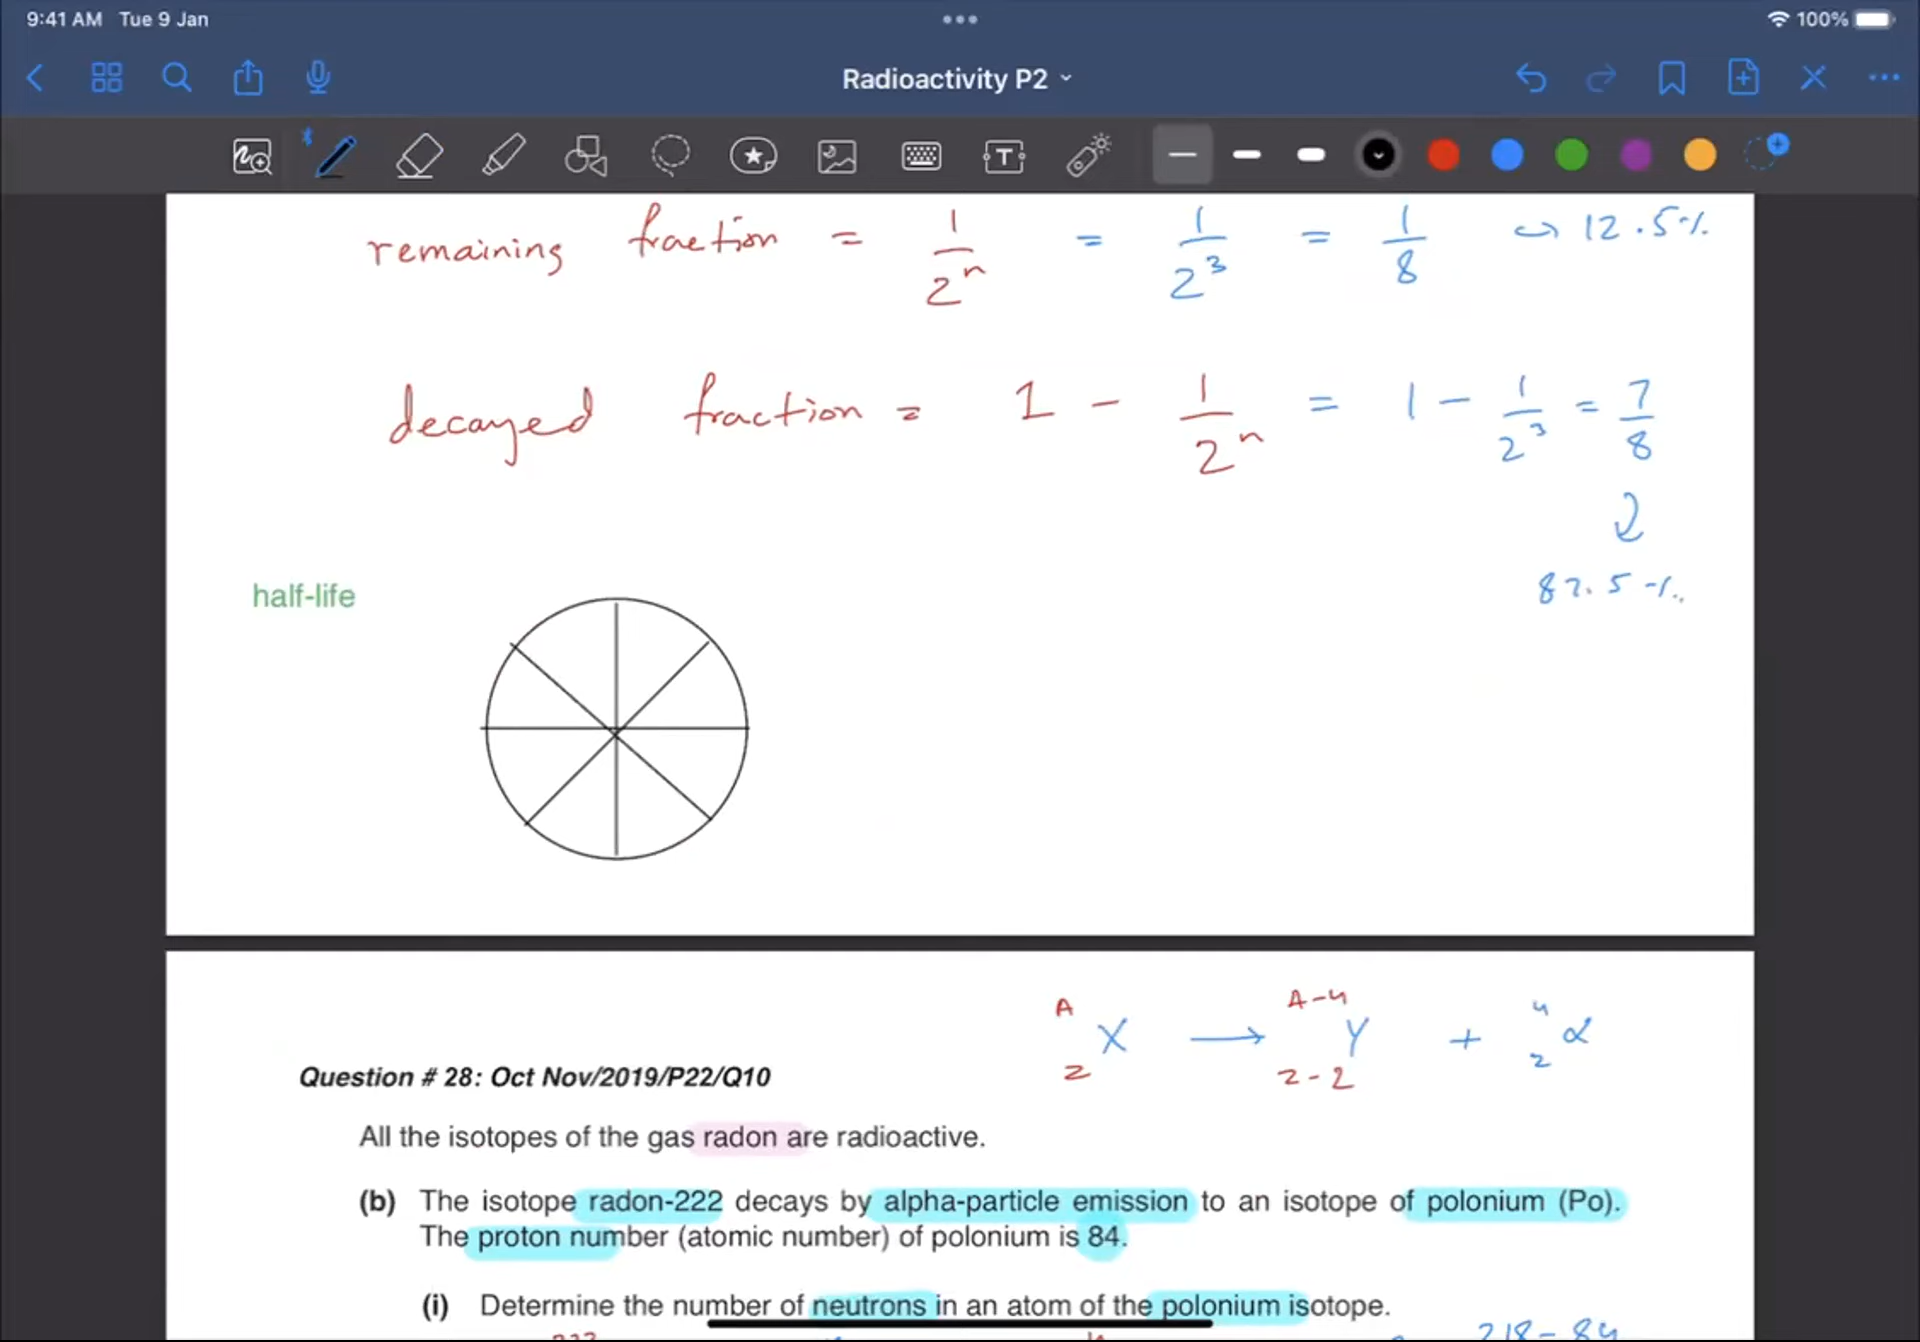 9:41 AM Tue 9 Jan
100%
Radioactivity P2
remaining fraction = 1/2^n = 1/2^3 = 1/8 → 12.5%
decayed fraction = 1 - 1/2^n = 1 - 1/2^3 = 7/8
87.5%
half-life
A A-4 4
X → Y + α
Z Z-2 2
Question # 28: Oct Nov/2019/P22/Q10
All the isotopes of the gas radon are radioactive.
(b) The isotope radon-222 decays by alpha-particle emission to an isotope of polonium (Po).
The proton number (atomic number) of polonium is 84.
(i) Determine the number of neutrons in an atom of the polonium isotope.
218-84